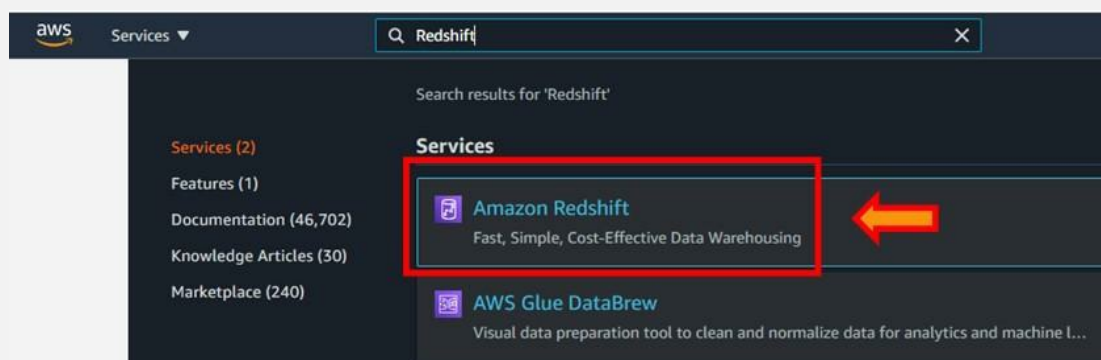 aws
Services ▼
Redshift
Search results for 'Redshift'
Services (2)
Features (1)
Documentation (46,702)
Knowledge Articles (30)
Marketplace (240)
Services
Amazon Redshift
Fast, Simple, Cost-Effective Data Warehousing
AWS Glue DataBrew
Visual data preparation tool to clean and normalize data for analytics and machine l...